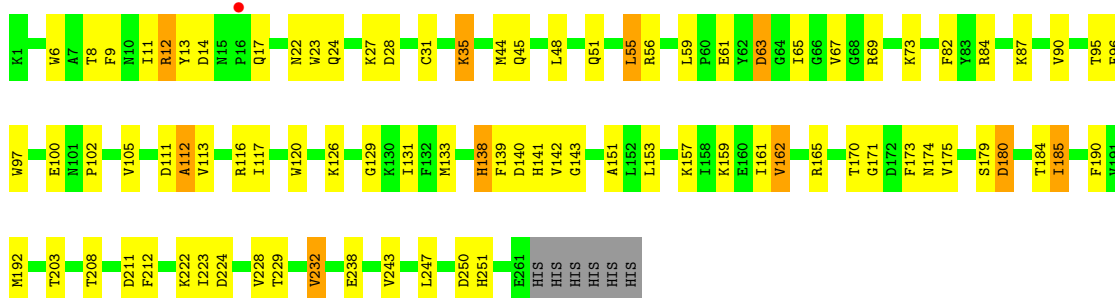 K1 W6 A7 T8 F9 N10 I11 R12 Y13 D14 N15 P16 Q17 N22 W23 Q24 K27 D28 C31 K35 M44 Q45 L48 Q51 L55 R56 L59 P60 E61 Y62 D63 G64 I65 G66 V67 G68 R69 K73 F82 Y83 R84 K87 V90 T95
W97 E100 N101 P102 V105 D111 A112 V113 R116 I117 W120 K126 G129 K130 I131 F132 M133 H138 F139 D140 H141 V142 G143 A151 L152 L153 K157 I158 K159 E160 I161 V162 R165 T170 G171 D172 F173 N174 V175 S179 D180 T184 I185 F190
M192 T203 T208 D211 F212 K222 I223 D224 V228 T229 V232 E238 V243 L247 D250 H251 E261 HIS HIS HIS HIS HIS HIS